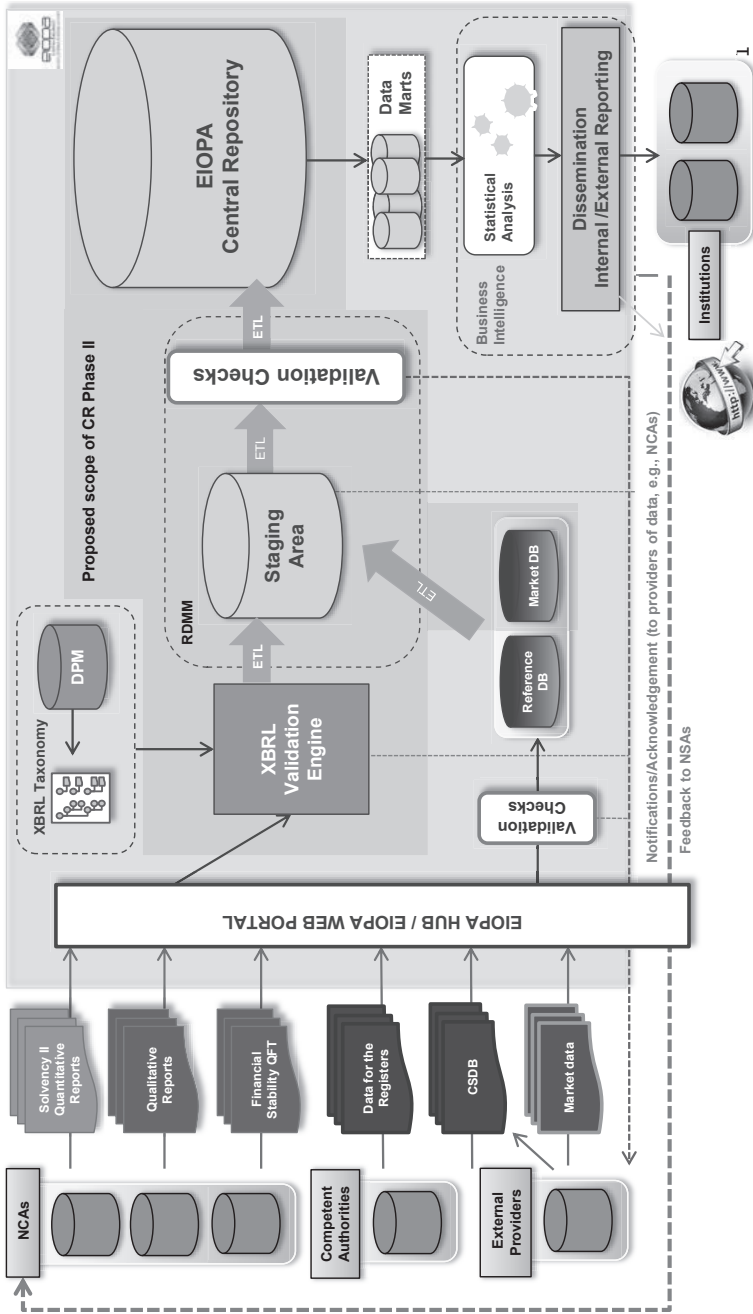 eiopa
NCAs
Solvency II
Quantitative
Reports
Qualitative
Reports
Financial
Stability QFT
Competent
Authorities
Data for the
Registers
CSDB
External
Providers
Market data
EIOPA HUB / EIOPA WEB PORTAL
XBRL Taxonomy
DPM
Proposed scope of CR Phase II
XBRL
Validation
Engine
ETL
RDMM
Staging
Area
ETL
Validation Checks
ETL
EIOPA
Central Repository
Validation
Checks
Reference
DB
Market DB
ETL
Data
Marts
Business
Intelligence
Statistical
Analysis
Dissemination
Internal /External Reporting
Notifications/Acknowledgement (to providers of data, e.g., NCAs)
Feedback to NSAs
http://www
Institutions
1